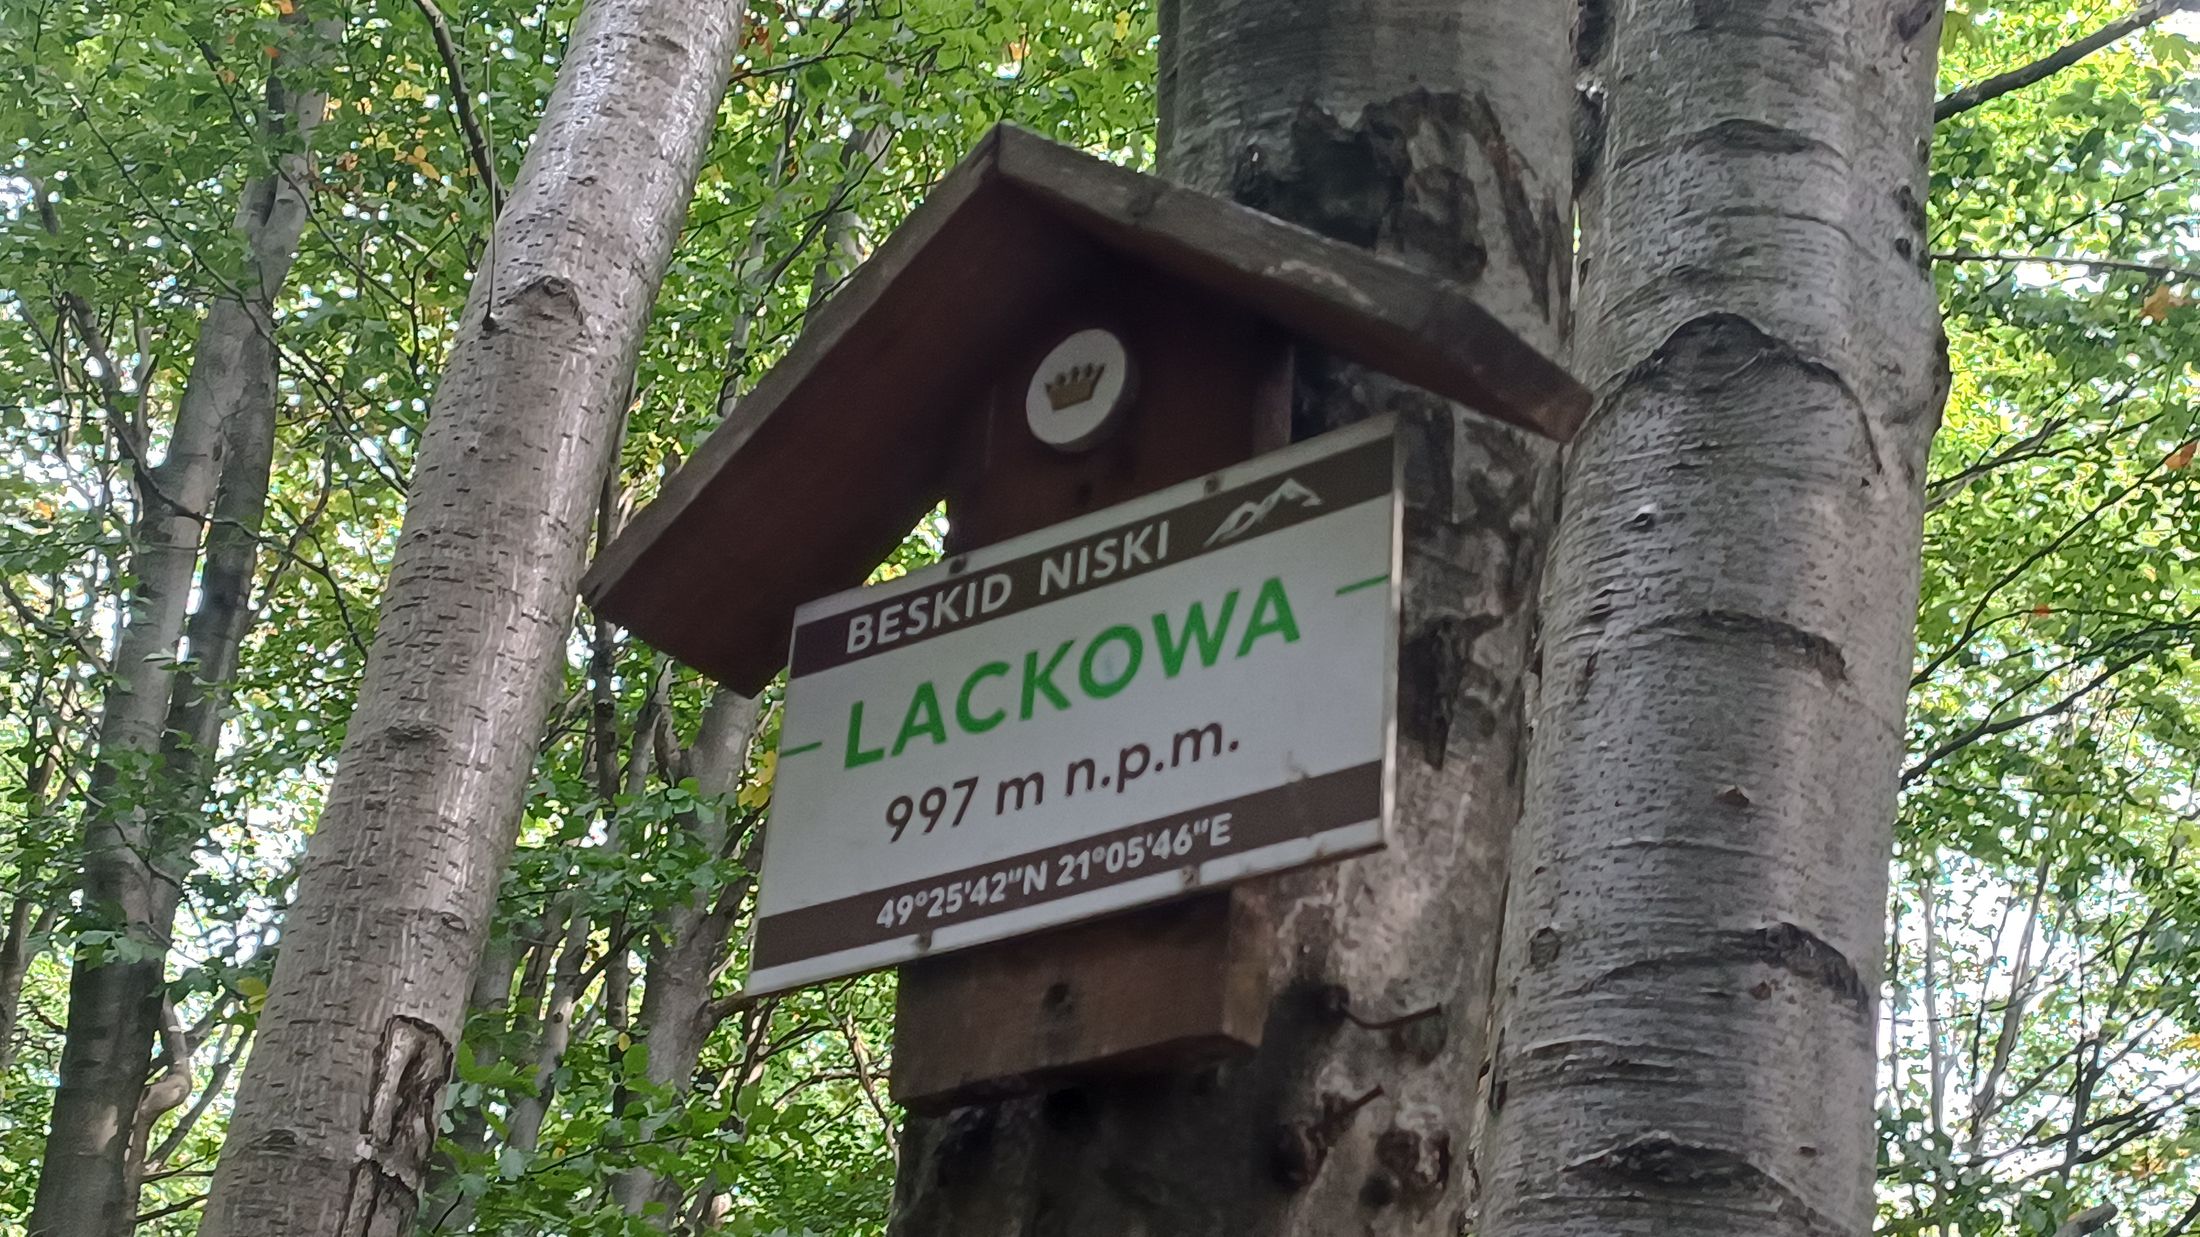 BESKID NISKI
LACKOWA
997 m n.p.m.
49°25'42"N 21°05'46"E